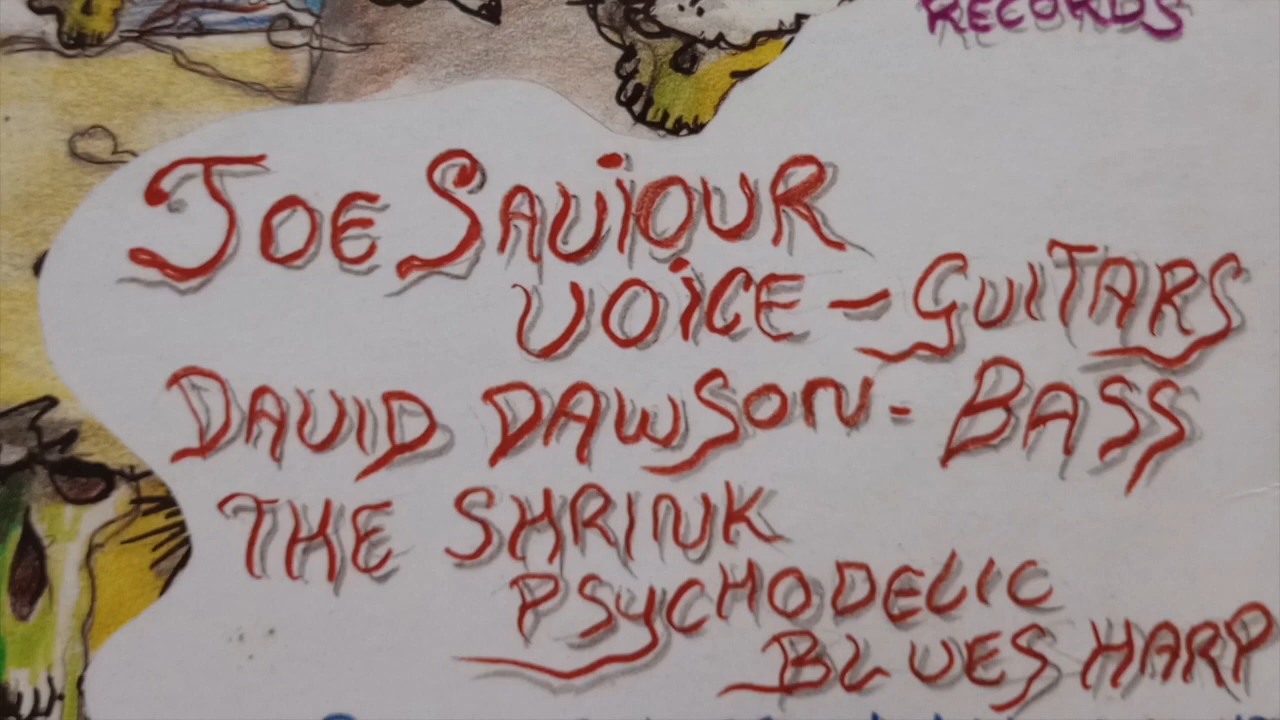 RECORDS
JOE SAViOUR
VOiCE - GUITARS
DAVID DAWSON - BASS
THE SHRINK
PSYCHODELIC
BLUES HARP